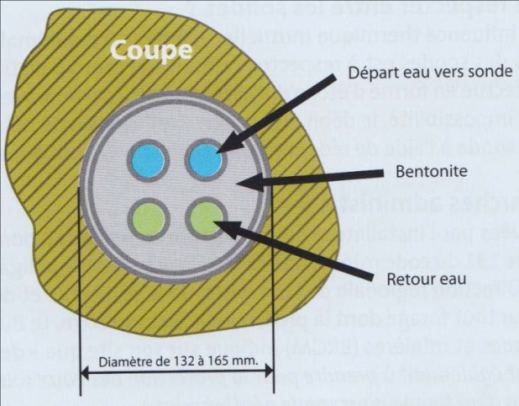 Coupe
Départ eau vers sonde
Bentonite
Retour eau
Diamètre de 132 à 165 mm.